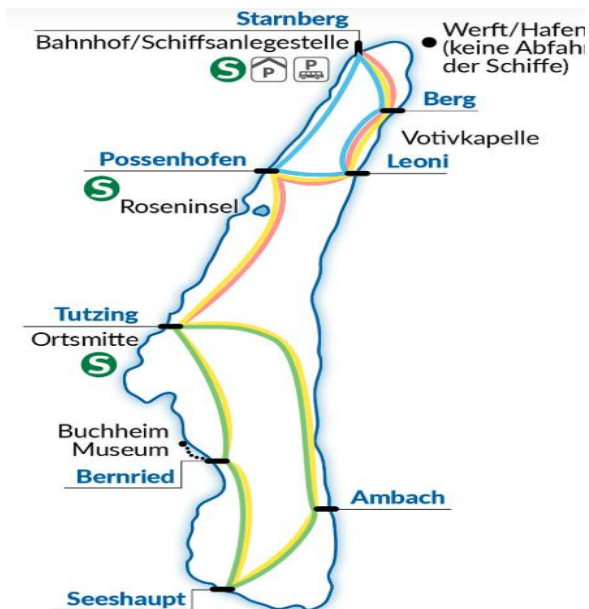 Starnberg
Bahnhof/Schiffsanlegestelle
S P P
Werft/Hafen
(keine Abfah
der Schiffe)
Berg
Votivkapelle
Possenhofen
Leoni
S
Roseninsel
Tutzing
Ortsmitte
S
Buchheim
Museum
Bernried
Ambach
Seeshaupt